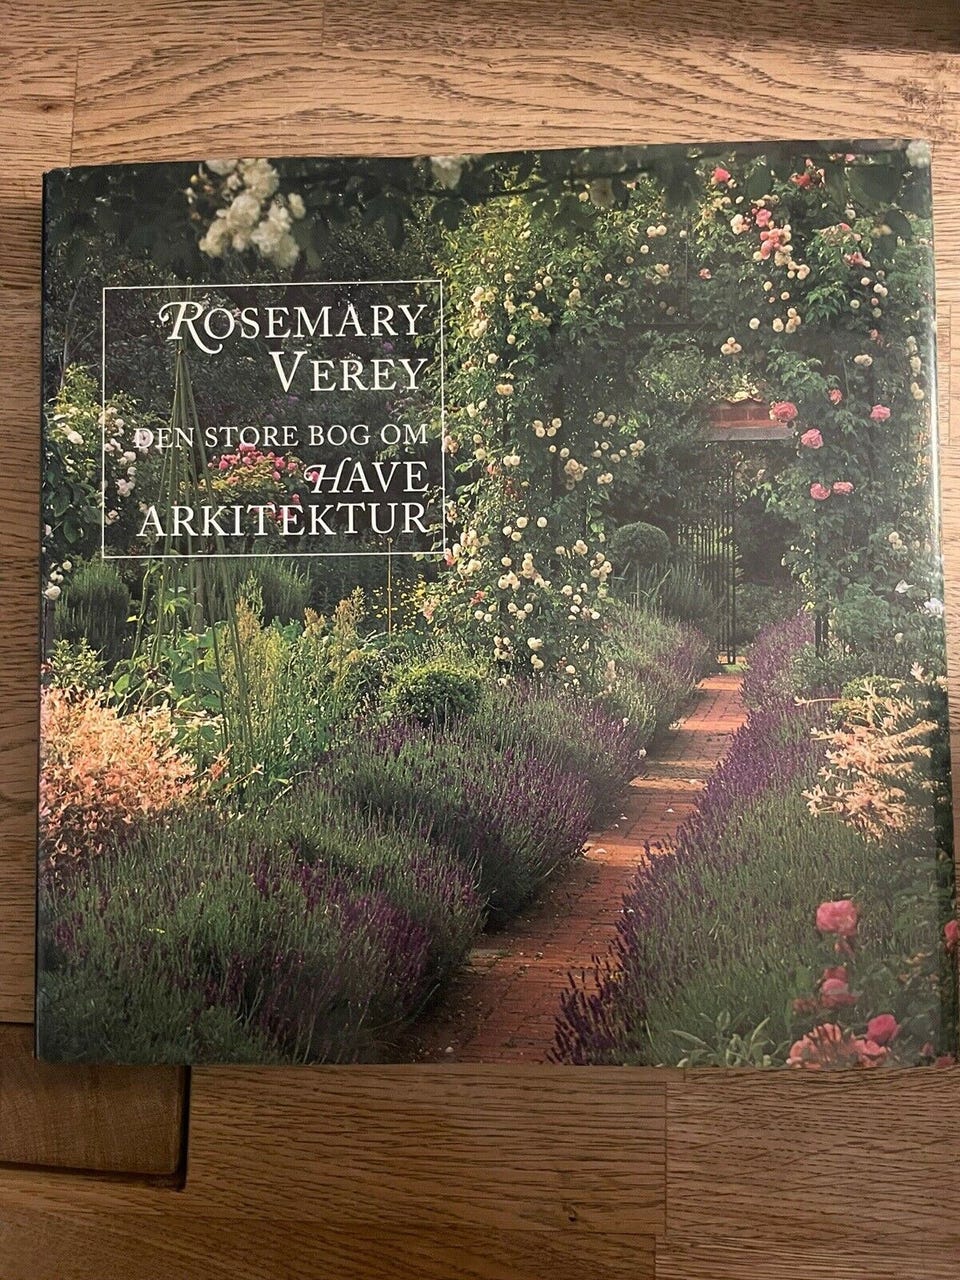 ROSEMARY
VEREY
DEN STORE BOG OM
HAVE
ARKITEKTUR